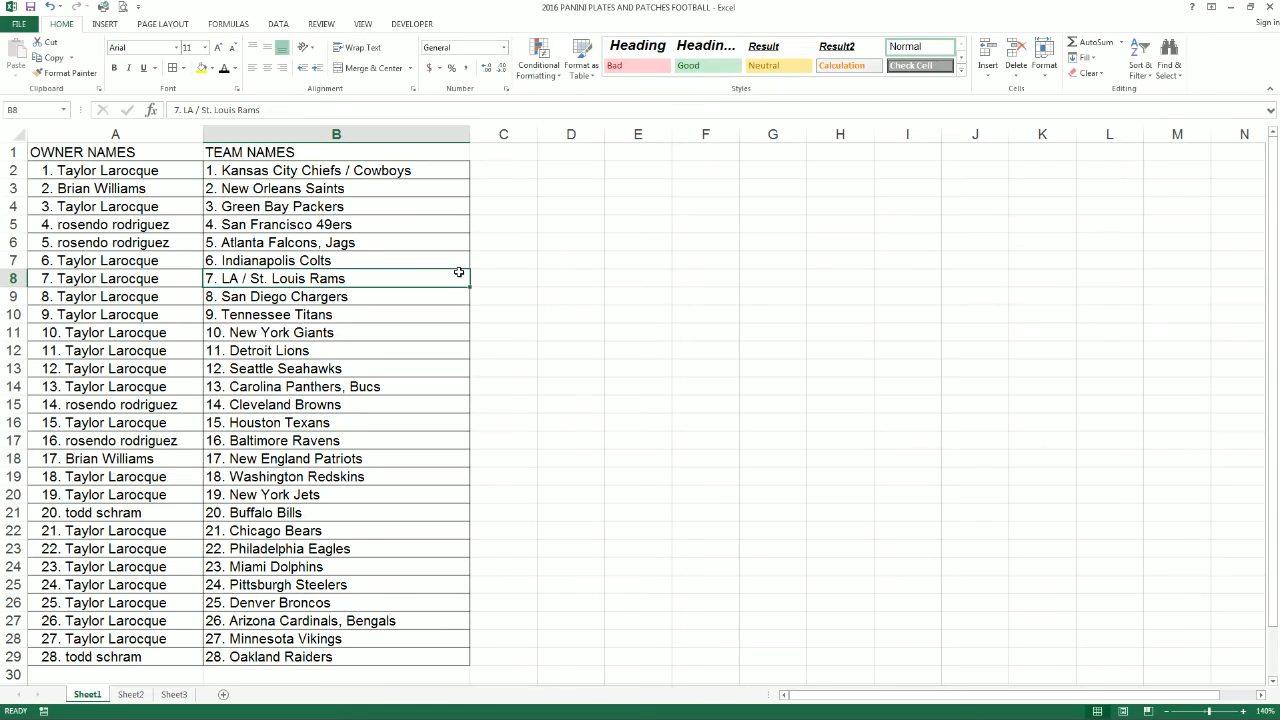 2016 PANINI PLATES AND PATCHES FOOTBALL - Excel
Sign in
FILE HOME INSERT PAGE LAYOUT FORMULAS DATA REVIEW VIEW DEVELOPER
Paste
Cut
Copy
Format Painter
Clipboard
Arial 11
B I U
Font
Wrap Text
Merge & Center
Alignment
General
$ % ,
Number
Conditional Formatting
Format as Table
Heading Headin... Result Result2 Normal
Bad Good Neutral Calculation Check Cell
Styles
Insert Delete Format
Cells
AutoSum
Fill
Clear
Sort & Filter
Find & Select
Editing
B8 fx 7. LA / St. Louis Rams
A B C D E F G H I J K L M N
1 OWNER NAMES TEAM NAMES
2 1. Taylor Larocque 1. Kansas City Chiefs / Cowboys
3 2. Brian Williams 2. New Orleans Saints
4 3. Taylor Larocque 3. Green Bay Packers
5 4. rosendo rodriguez 4. San Francisco 49ers
6 5. rosendo rodriguez 5. Atlanta Falcons, Jags
7 6. Taylor Larocque 6. Indianapolis Colts
8 7. Taylor Larocque 7. LA / St. Louis Rams
9 8. Taylor Larocque 8. San Diego Chargers
10 9. Taylor Larocque 9. Tennessee Titans
11 10. Taylor Larocque 10. New York Giants
12 11. Taylor Larocque 11. Detroit Lions
13 12. Taylor Larocque 12. Seattle Seahawks
14 13. Taylor Larocque 13. Carolina Panthers, Bucs
15 14. rosendo rodriguez 14. Cleveland Browns
16 15. Taylor Larocque 15. Houston Texans
17 16. rosendo rodriguez 16. Baltimore Ravens
18 17. Brian Williams 17. New England Patriots
19 18. Taylor Larocque 18. Washington Redskins
20 19. Taylor Larocque 19. New York Jets
21 20. todd schram 20. Buffalo Bills
22 21. Taylor Larocque 21. Chicago Bears
23 22. Taylor Larocque 22. Philadelphia Eagles
24 23. Taylor Larocque 23. Miami Dolphins
25 24. Taylor Larocque 24. Pittsburgh Steelers
26 25. Taylor Larocque 25. Denver Broncos
27 26. Taylor Larocque 26. Arizona Cardinals, Bengals
28 27. Taylor Larocque 27. Minnesota Vikings
29 28. todd schram 28. Oakland Raiders
30
Sheet1 Sheet2 Sheet3
READY 140%